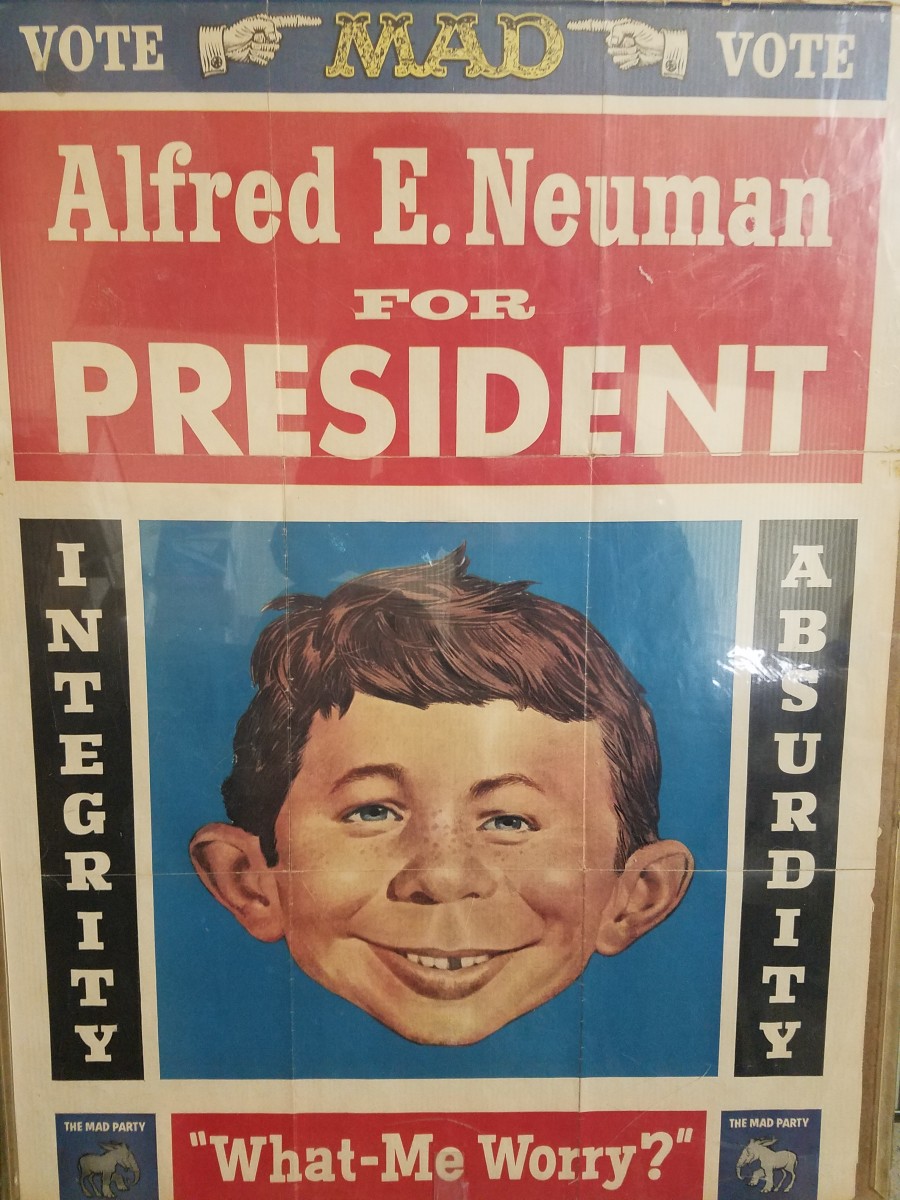 VOTE MAD VOTE
Alfred E. Neuman
FOR
PRESIDENT
INTEGRITY
ABSURDITY
THE MAD PARTY
"What-Me Worry?"
THE MAD PARTY